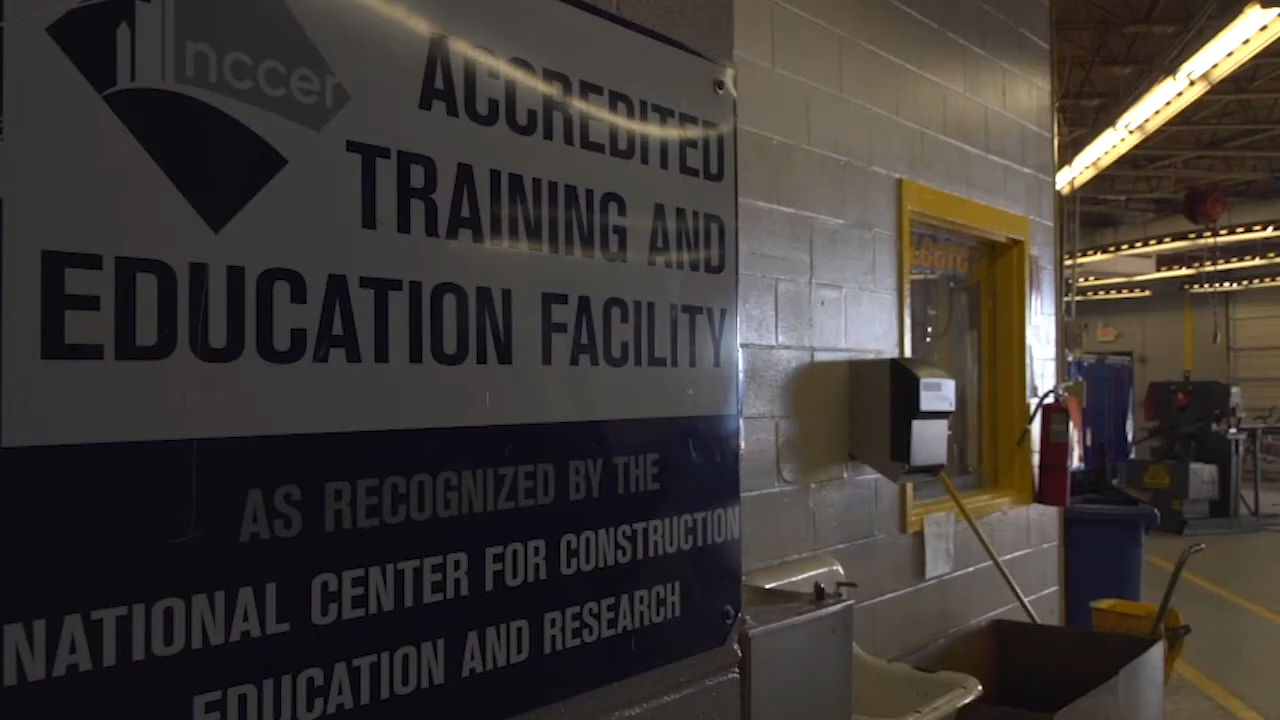 nccer
ACCREDITED
TRAINING AND
EDUCATION FACILITY
AS RECOGNIZED BY THE
NATIONAL CENTER FOR CONSTRUCTION
EDUCATION AND RESEARCH